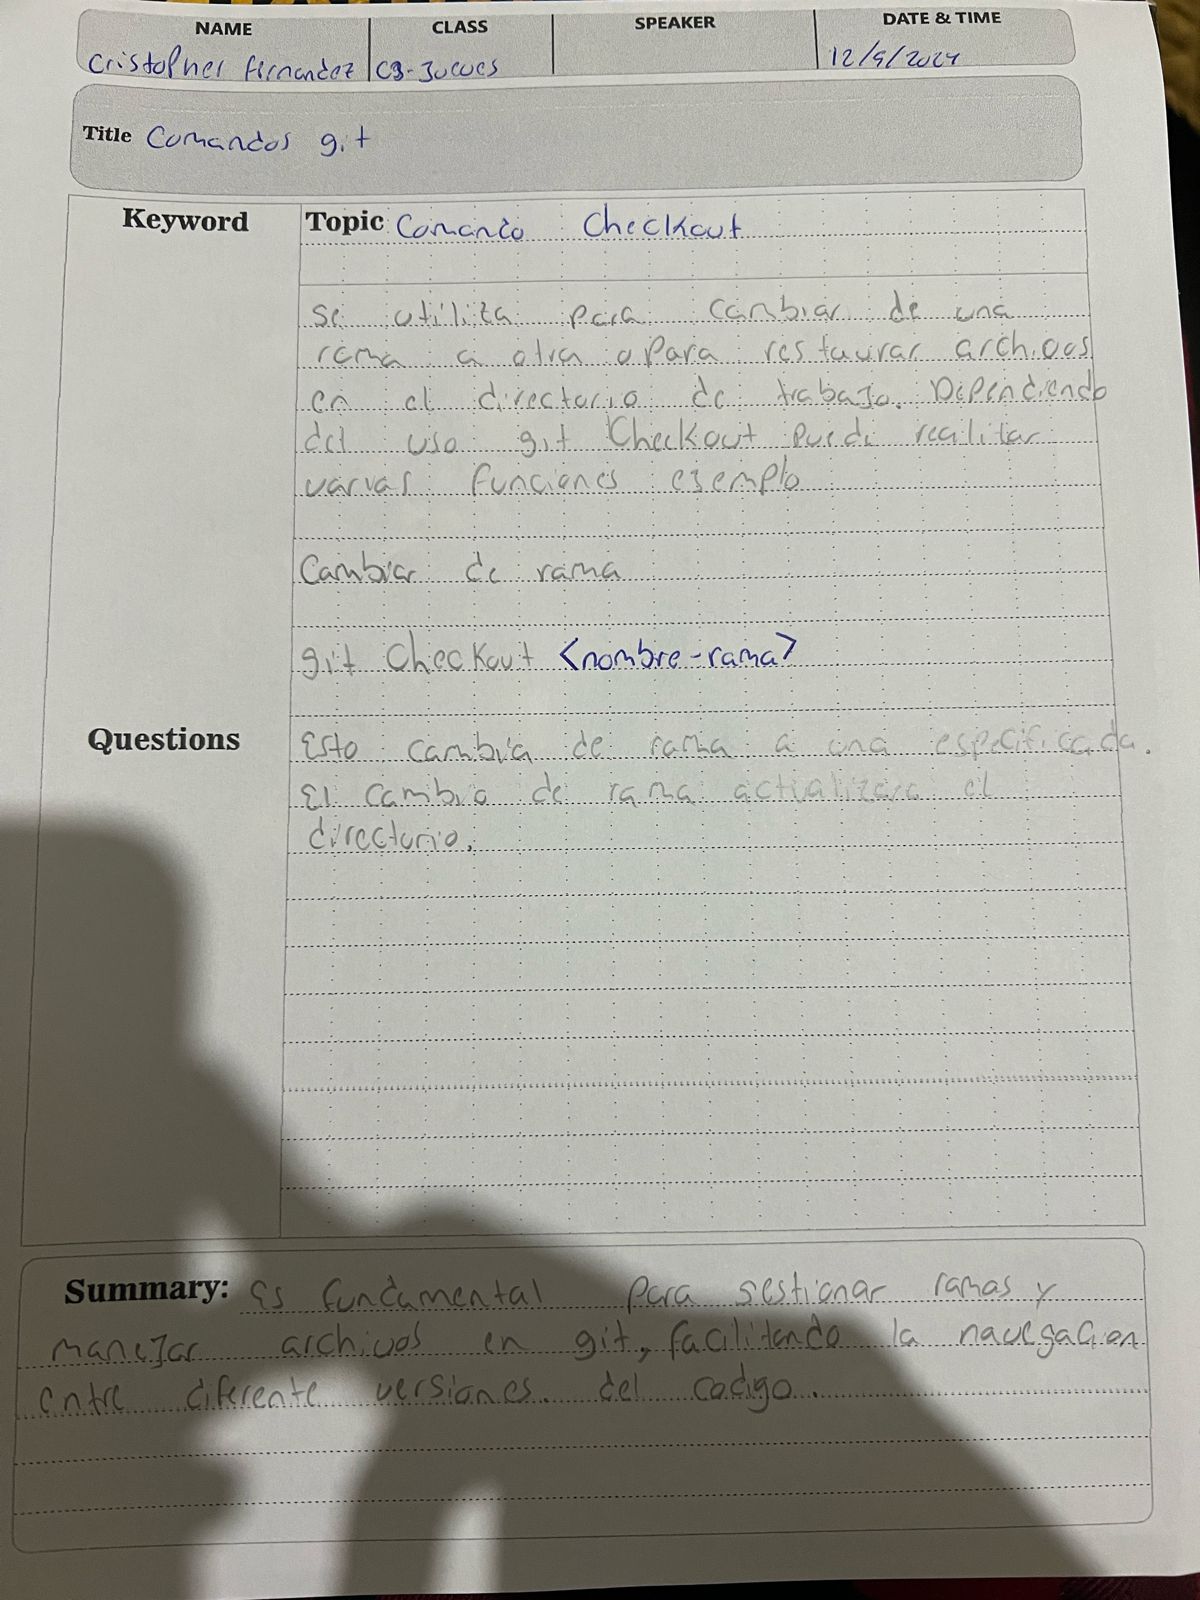 NAME CLASS SPEAKER DATE & TIME
Cristopher fernandez C3-Jueves 12/9/2024
Title Comandos git
Keyword Topic Comando Checkout
Se utiliza para cambiar de una
rama a otra o Para restaurar archivos
en el directorio de trabajo. Dependiendo
del uso git Checkout puede realizar
varias funciones ejemplo
Cambiar de rama
git Checkout <nombre-rama>
Questions Esto cambia de rama a una especificada.
El cambio de rama actualizara el
directorio.
Summary: Es fundamental para gestionar ramas y
manejar archivos en git, facilitando la navegacion
entre diferente versiones del codigo.